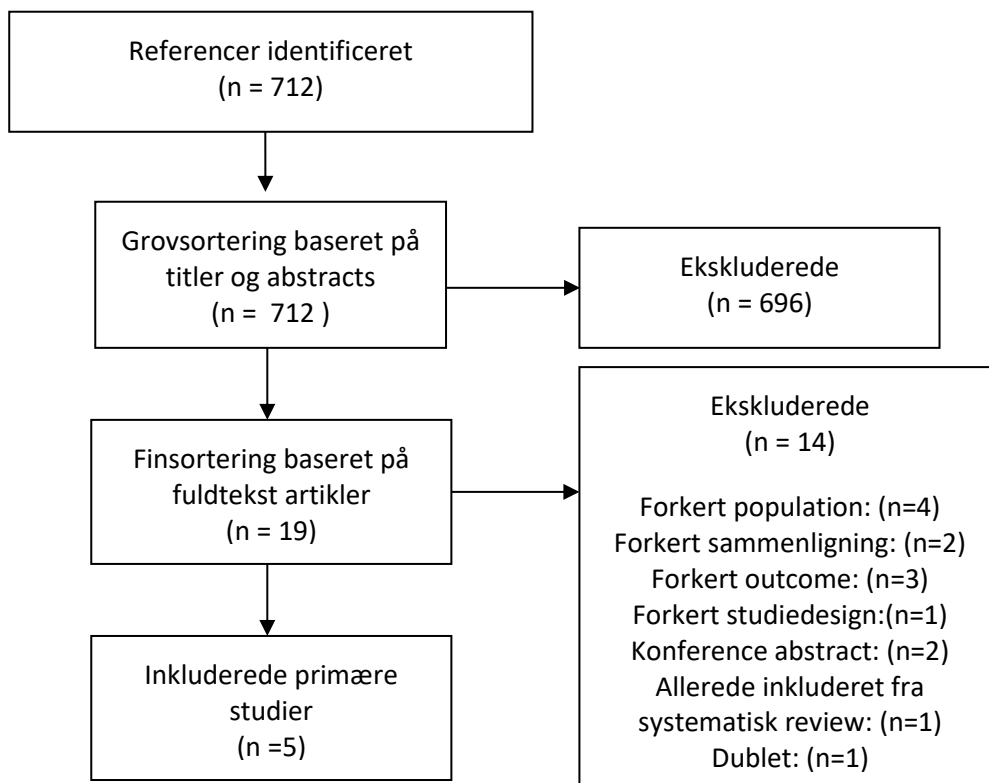 Referencer identificeret
(n = 712)
Grovsortering baseret på
titler og abstracts
(n =  712 )
Ekskluderede
(n = 696)
Finsortering baseret på
fuldtekst artikler
(n = 19)
Ekskluderede
(n = 14)
Forkert population: (n=4)
Forkert sammenligning: (n=2)
Forkert outcome: (n=3)
Forkert studiedesign:(n=1)
Konference abstract: (n=2)
Allerede inkluderet fra
systematisk review: (n=1)
Dublet: (n=1)
Inkluderede primære
studier
(n =5)